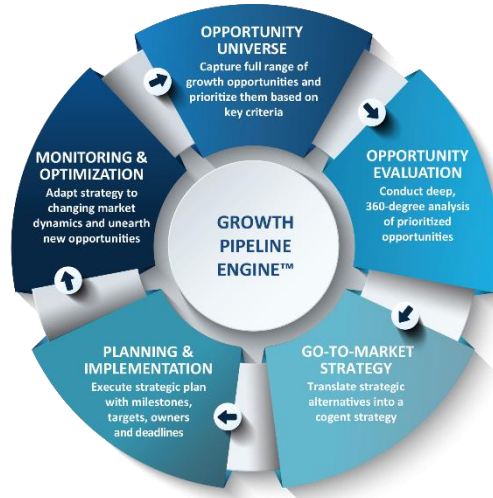 OPPORTUNITY
UNIVERSE
Capture full range of
growth opportunities and
prioritize them based on
key criteria
OPPORTUNITY
EVALUATION
Conduct deep,
360-degree analysis
of prioritized
opportunities
GO-TO-MARKET
STRATEGY
Translate strategic
alternatives into a
cogent strategy
PLANNING &
IMPLEMENTATION
Execute strategic plan
with milestones,
targets, owners
and deadlines
MONITORING &
OPTIMIZATION
Adapt strategy to
changing market
dynamics and unearth
new opportunities
GROWTH
PIPELINE
ENGINE™